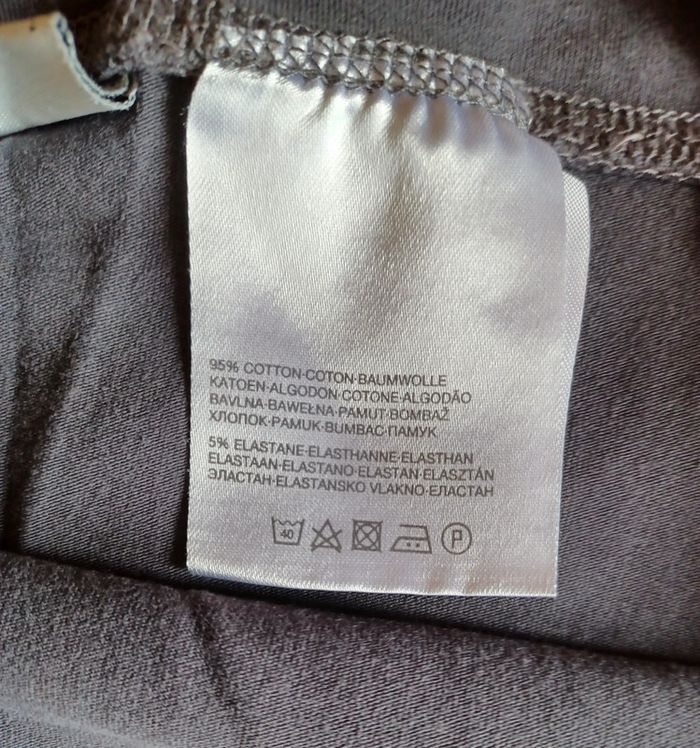 95% COTTON·COTON·BAUMWOLLE
KATOEN·ALGODON·COTONE·ALGODÃO
BAVLNA·BAWEŁNA·PAMUT·BOMBAŽ
ХЛОПОК·PAMUK·BUMBAC·ПАМУК
5% ELASTANE·ELASTHANNE·ELASTHAN
ELASTAAN·ELASTANO·ELASTAN·ELASZTÁN
ЭЛАСТАН·ELASTANSKO VLAKNO·ЕЛАСТАН
40 P